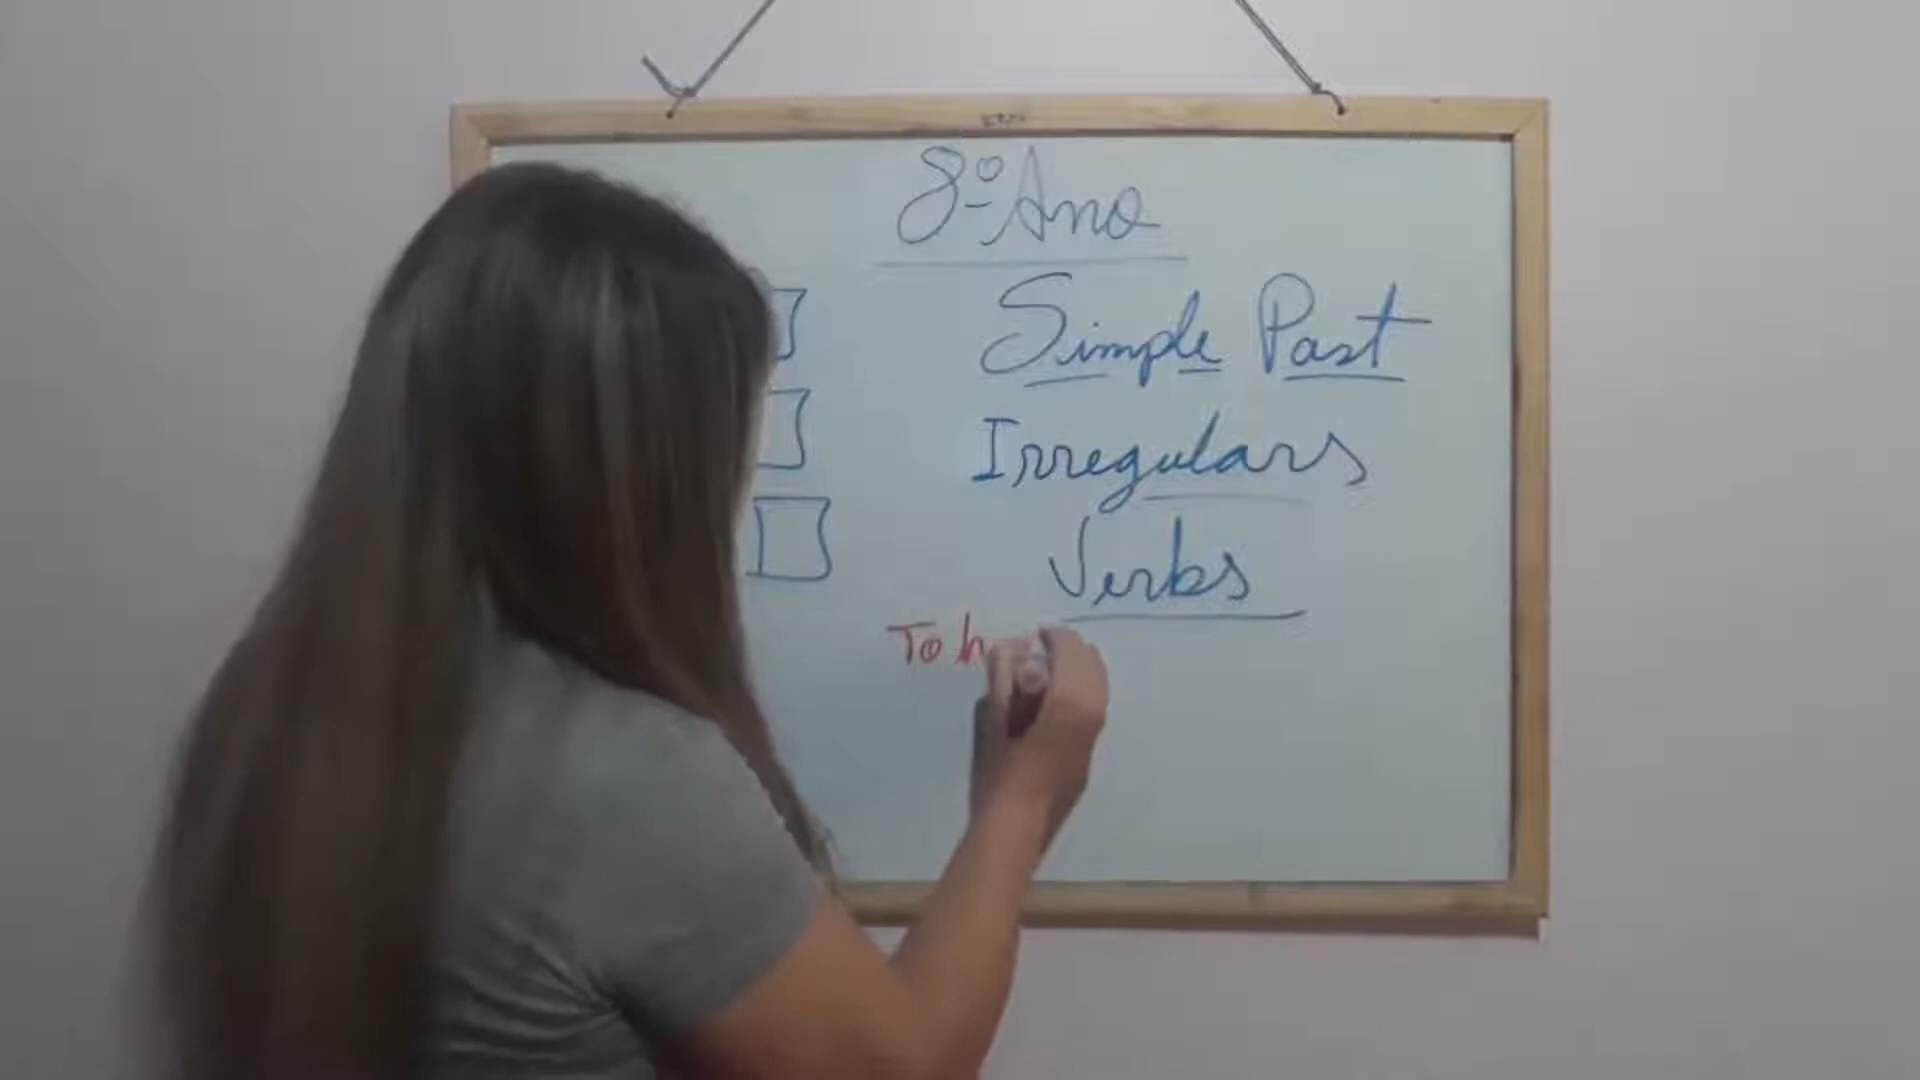 8º Ano
Simple Past
Irregulars
Verbs
To h